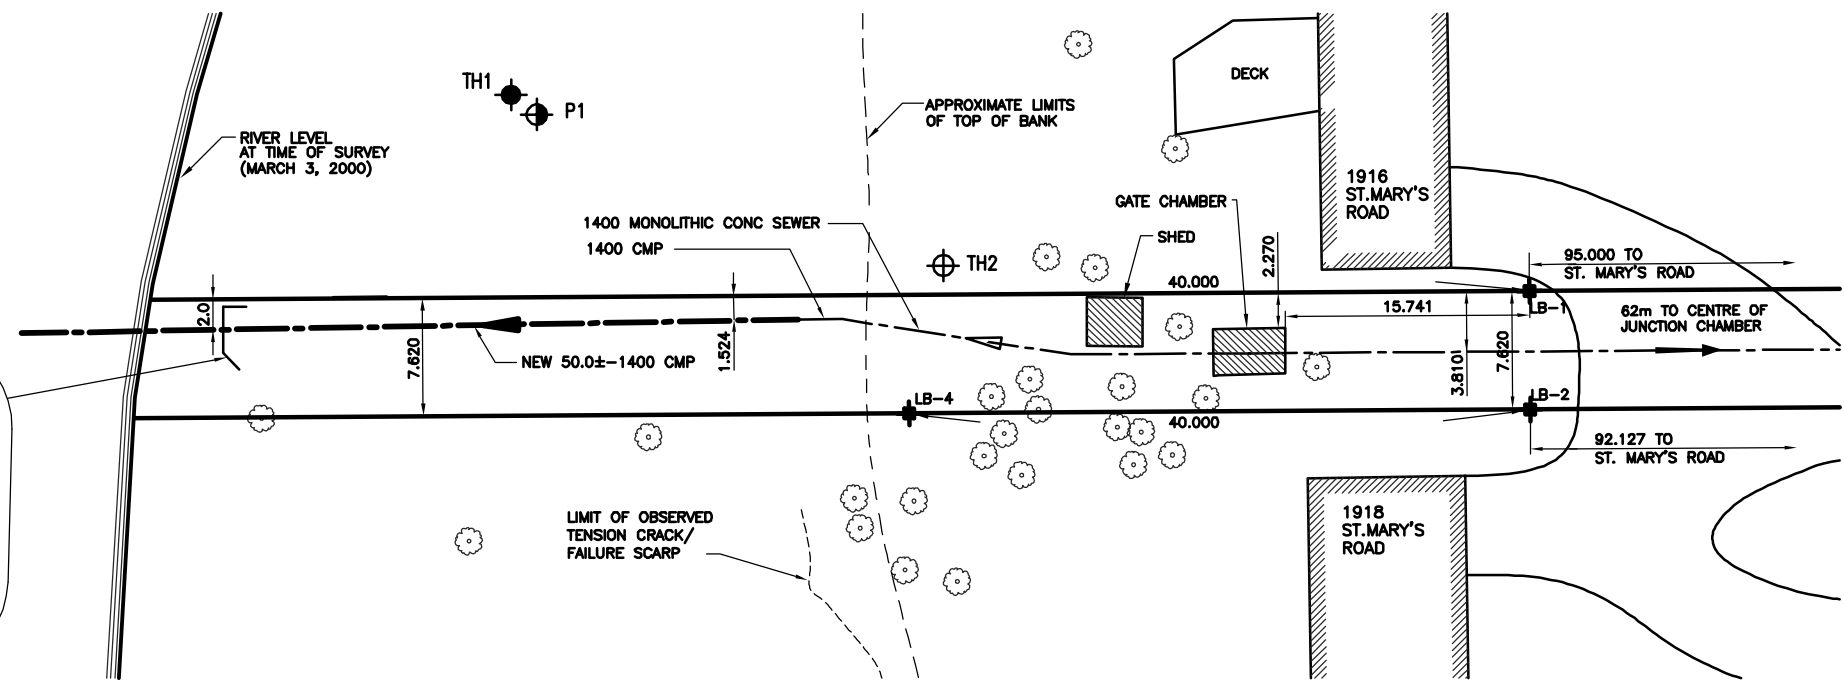 TH1
P1
RIVER LEVEL
AT TIME OF SURVEY
(MARCH 3, 2000)
APPROXIMATE LIMITS
OF TOP OF BANK
DECK
1916
ST.MARY'S
ROAD
1400 MONOLITHIC CONC SEWER
1400 CMP
GATE CHAMBER
SHED
TH2
2.270
40.000
95.000 TO
ST. MARY'S ROAD
15.741
LB-1
62m TO CENTRE OF
JUNCTION CHAMBER
2.0
7.620
1.524
NEW 50.0±-1400 CMP
3.810
7.620
LB-4
LB-2
40.000
92.127 TO
ST. MARY'S ROAD
LIMIT OF OBSERVED
TENSION CRACK/
FAILURE SCARP
1918
ST.MARY'S
ROAD